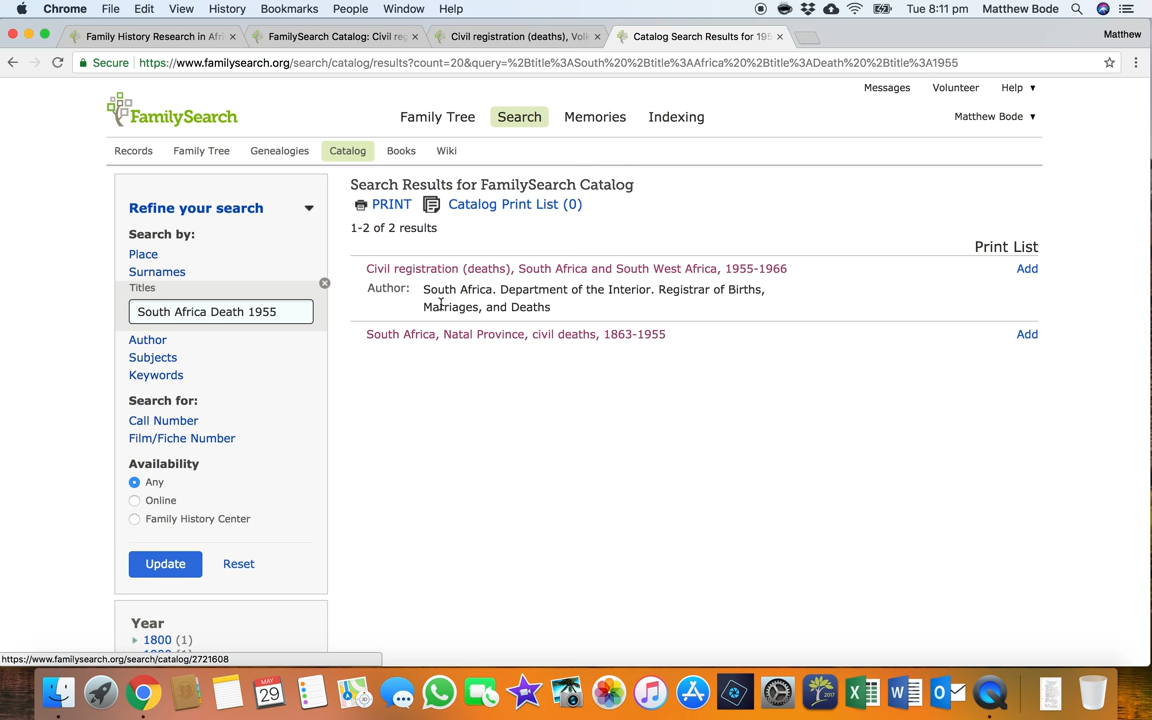 Chrome File Edit View History Bookmarks People Window Help Tue 8:11 pm Matthew Bode
Family History Research in Afri × FamilySearch Catalog: Civil reg × Civil registration (deaths), Volk × Catalog Search Results for 195 × Matthew
Secure https://www.familysearch.org/search/catalog/results?count=20&query=%2Btitle%3ASouth%20%2Btitle%3AAfrica%20%2Btitle%3ADeath%20%2Btitle%3A1955
Messages Volunteer Help ▼
FamilySearch Family Tree Search Memories Indexing Matthew Bode ▼
Records Family Tree Genealogies Catalog Books Wiki
Refine your search
Search by:
Place
Surnames
Titles
South Africa Death 1955
Author
Subjects
Keywords
Search for:
Call Number
Film/Fiche Number
Availability
Any
Online
Family History Center
Update Reset
Year
1800 (1)
Search Results for FamilySearch Catalog
PRINT Catalog Print List (0)
1-2 of 2 results
Print List
Civil registration (deaths), South Africa and South West Africa, 1955-1966 Add
Author: South Africa. Department of the Interior. Registrar of Births,
Marriages, and Deaths
South Africa, Natal Province, civil deaths, 1863-1955 Add
https://www.familysearch.org/search/catalog/2721608
MAY
29
2017